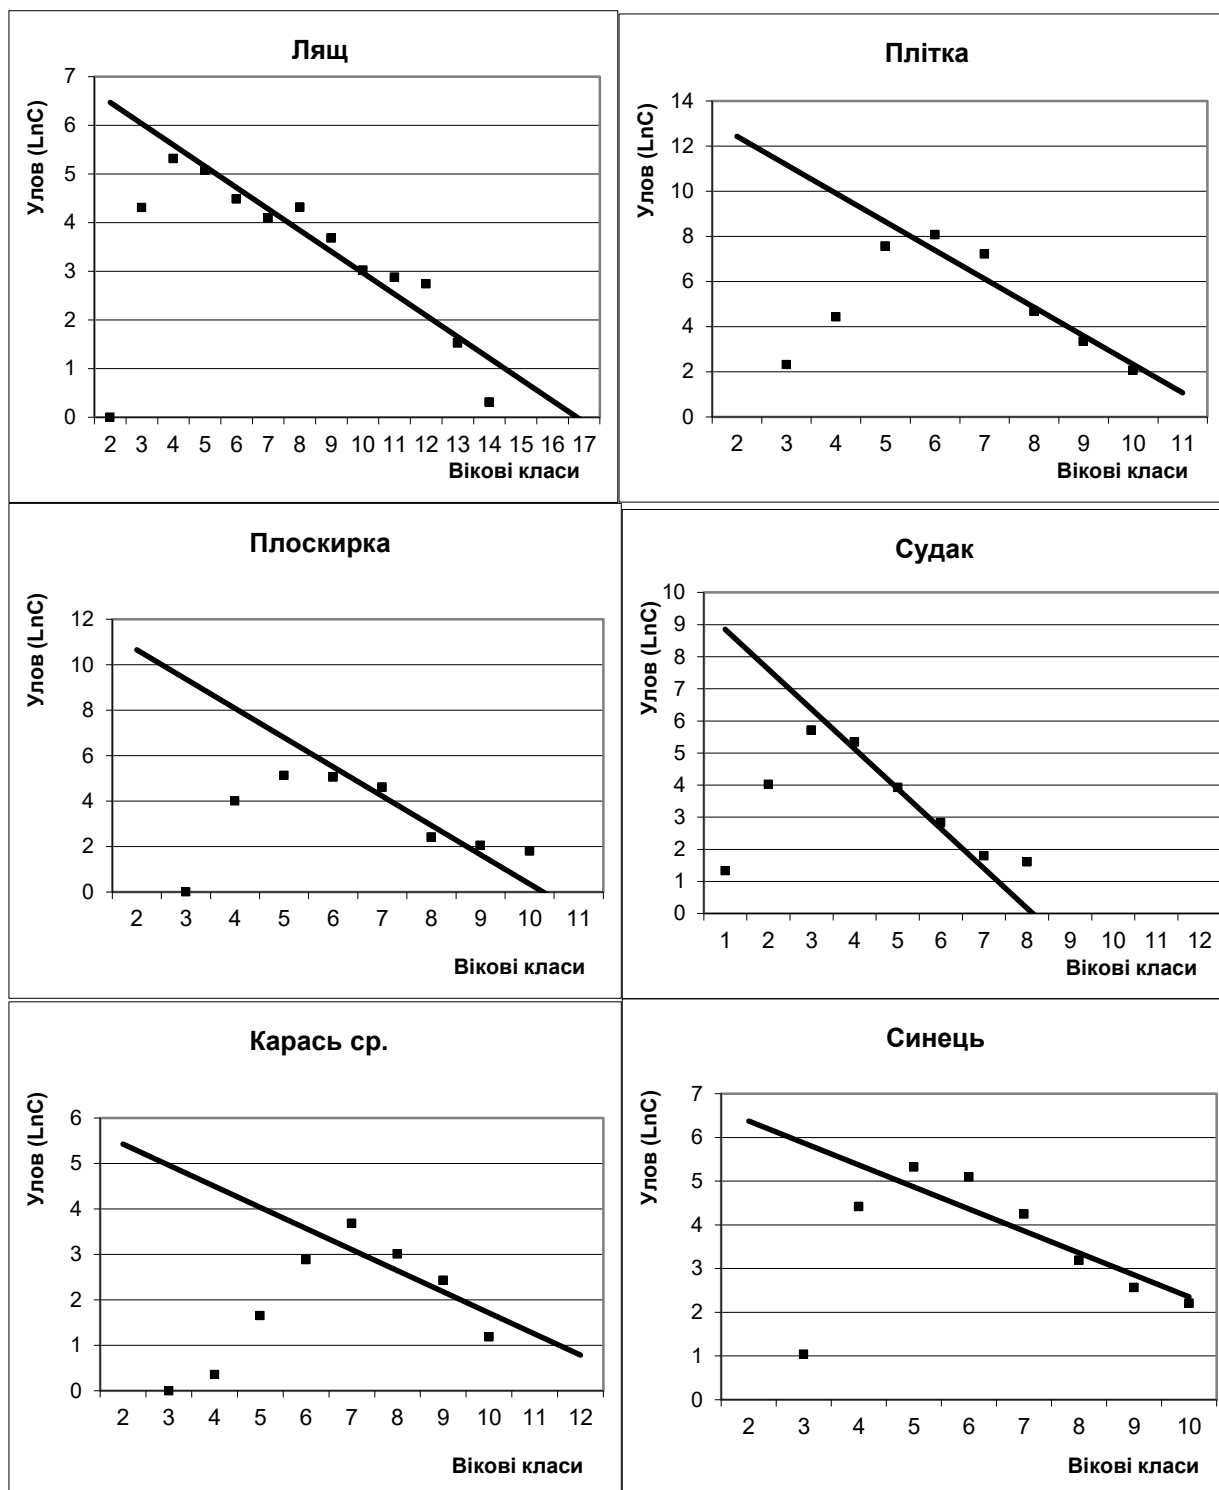 Лящ
Улов (LnC)
7
6
5
4
3
2
1
0
2 3 4 5 6 7 8 9 10 11 12 13 14 15 16 17
Вікові класи
Плітка
Улов (LnC)
14
12
10
8
6
4
2
0
2 3 4 5 6 7 8 9 10 11
Вікові класи
Плоскирка
Улов (LnC)
12
10
8
6
4
2
0
2 3 4 5 6 7 8 9 10 11
Вікові класи
Судак
Улов (LnC)
10
9
8
7
6
5
4
3
2
1
0
1 2 3 4 5 6 7 8 9 10 11 12
Вікові класи
Карась ср.
Улов (LnC)
6
5
4
3
2
1
0
2 3 4 5 6 7 8 9 10 11 12
Вікові класи
Синець
Улов (LnC)
7
6
5
4
3
2
1
0
2 3 4 5 6 7 8 9 10
Вікові класи